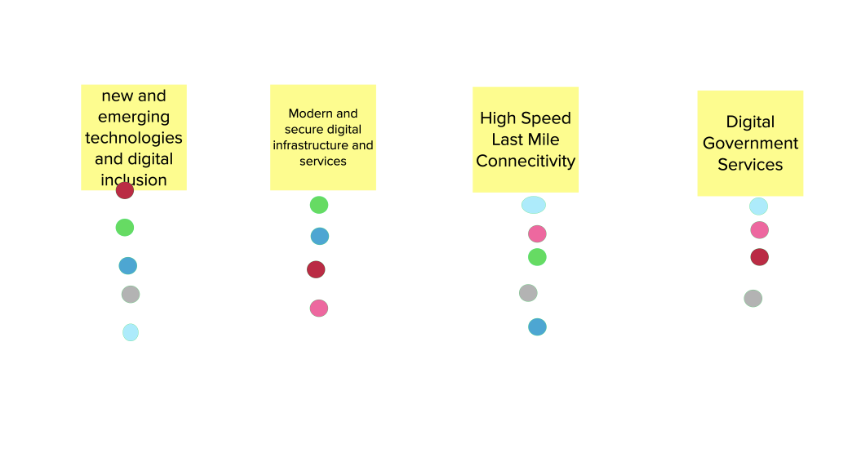 new and
emerging
technologies
and digital
inclusion
Modern and
secure digital
infrastructure and
services
High Speed
Last Mile
Connecitivity
Digital
Government
Services